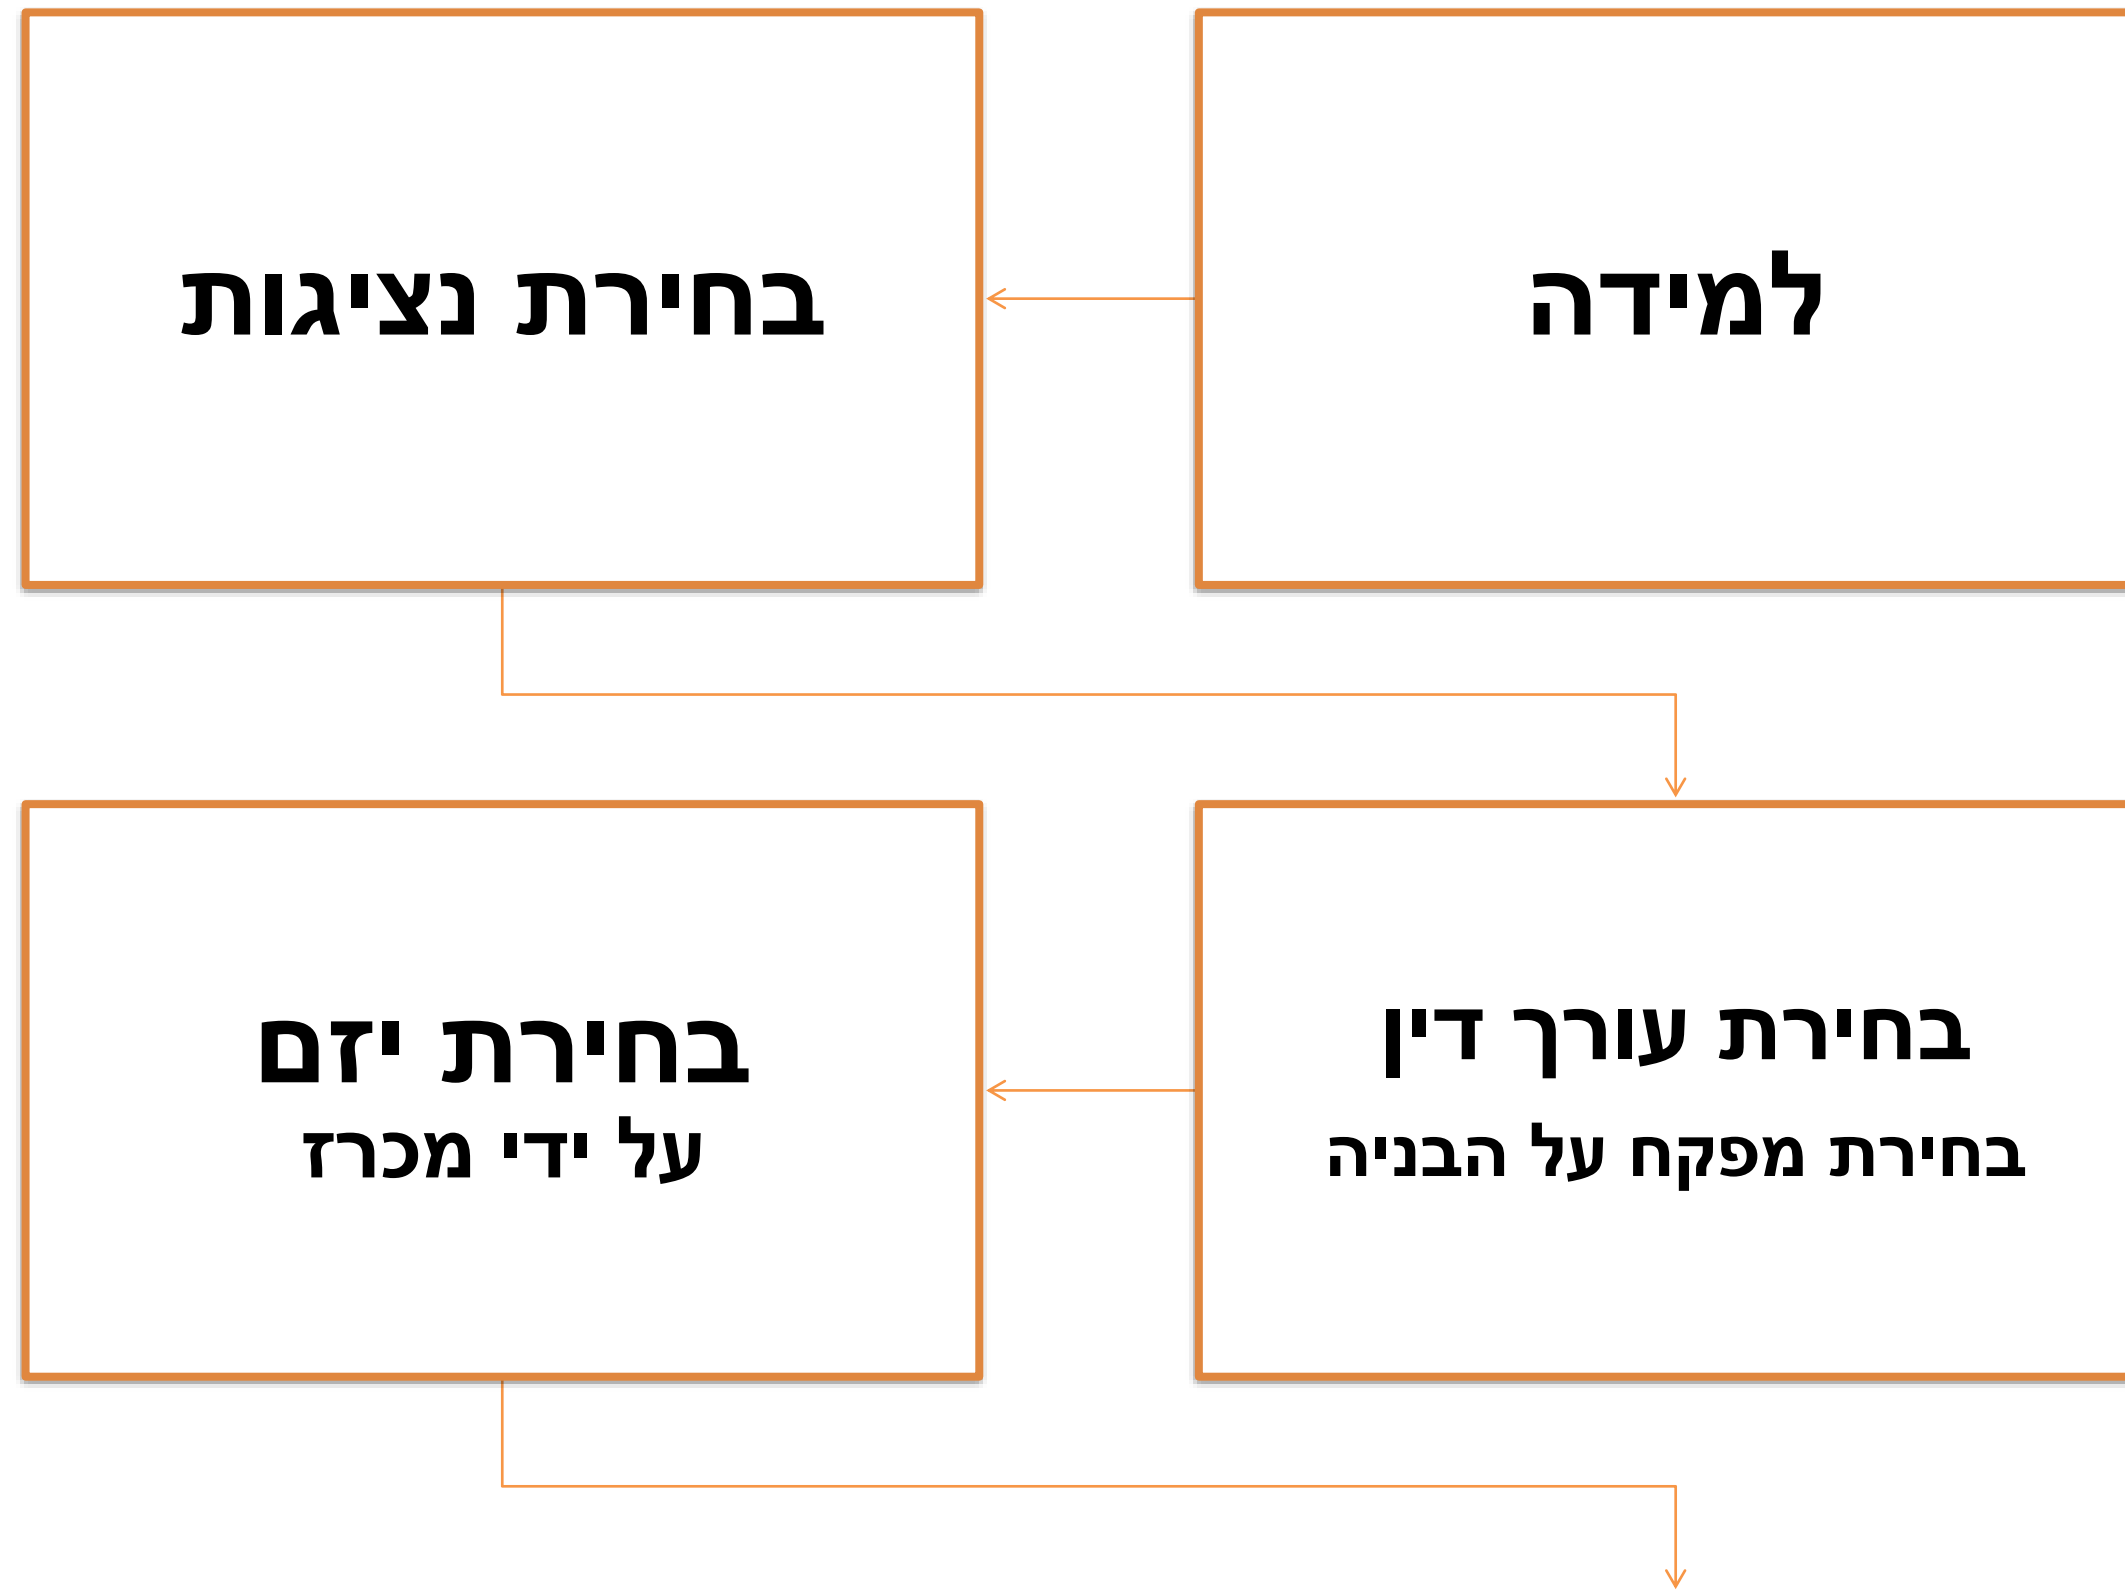 למידה
בחירת נציגות
בחירת עורך דין
בחירת מפקח על הבניה
בחירת יזם
על ידי מכרז